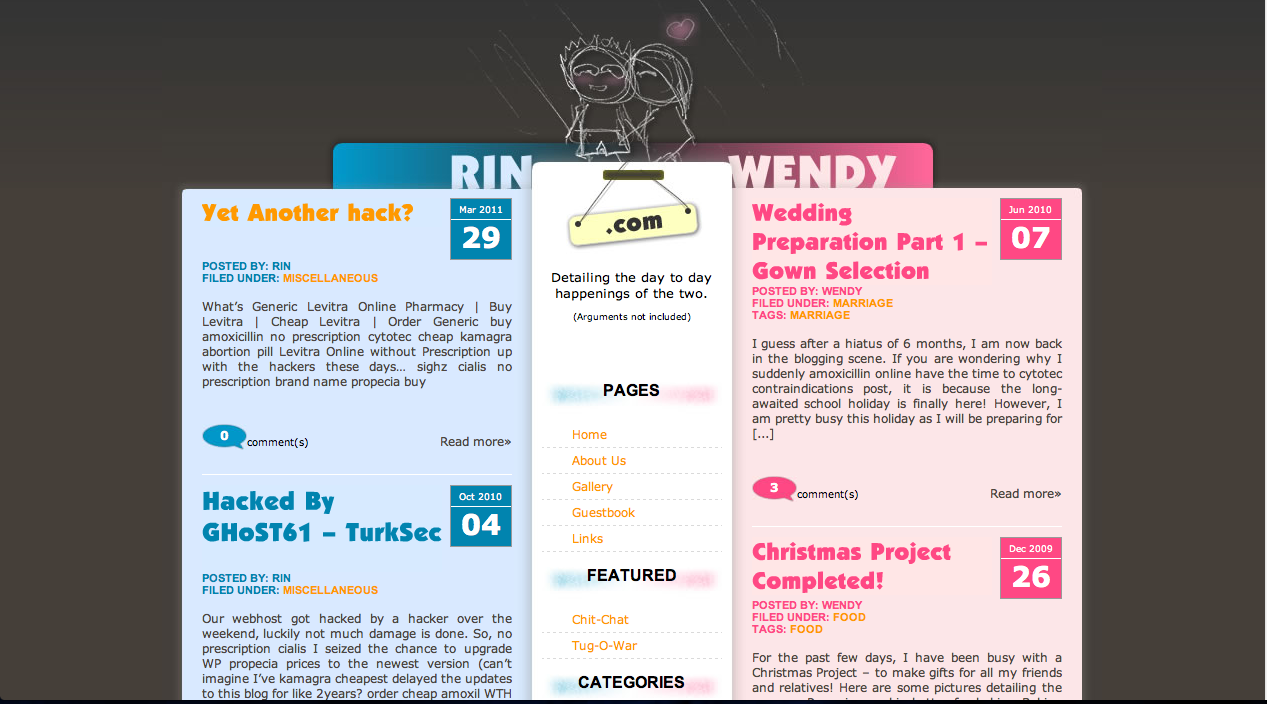 RIN
WENDY
Yet Another hack?
Mar 2011
29
POSTED BY: RIN
FILED UNDER: MISCELLANEOUS
What’s Generic Levitra Online Pharmacy | Buy
Levitra | Cheap Levitra | Order Generic buy
amoxicillin no prescription cytotec cheap kamagra
abortion pill Levitra Online without Prescription up
with the hackers these days… sighz cialis no
prescription brand name propecia buy
0
comment(s)
Read more»
Hacked By
GHoST61 – TurkSec
Oct 2010
04
POSTED BY: RIN
FILED UNDER: MISCELLANEOUS
Our webhost got hacked by a hacker over the
weekend, luckily not much damage is done. So, no
prescription cialis I seized the chance to upgrade
WP propecia prices to the newest version (can’t
imagine I’ve kamagra cheapest delayed the updates
to this blog for like 2years? order cheap amoxil WTH
.com
Detailing the day to day
happenings of the two.
(Arguments not included)
PAGES
Home
About Us
Gallery
Guestbook
Links
FEATURED
Chit-Chat
Tug-O-War
CATEGORIES
Wedding
Preparation Part 1 –
Gown Selection
Jun 2010
07
POSTED BY: WENDY
FILED UNDER: MARRIAGE
TAGS: MARRIAGE
I guess after a hiatus of 6 months, I am now back
in the blogging scene. If you are wondering why I
suddenly amoxicillin online have the time to cytotec
contraindications post, it is because the long-
awaited school holiday is finally here! However, I
am pretty busy this holiday as I will be preparing for
[...]
3
comment(s)
Read more»
Christmas Project
Completed!
Dec 2009
26
POSTED BY: WENDY
FILED UNDER: FOOD
TAGS: FOOD
For the past few days, I have been busy with a
Christmas Project – to make gifts for all my friends
and relatives! Here are some pictures detailing the